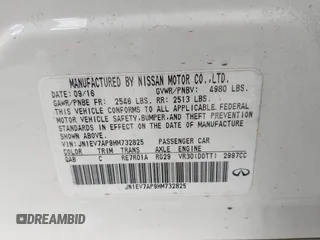 MANUFACTURED BY NISSAN MOTOR CO.,LTD.
DATE: 09/16 GVWR/PNBV: 4980 LBS.
GAWR/PNBE FR: 2546 LBS. RR: 2513 LBS.
THIS VEHICLE CONFORMS TO ALL APPLICABLE FEDERAL
MOTOR VEHICLE SAFETY,BUMPER,AND THEFT
PREVENTION STANDARDS IN EFFECT ON THE DATE OF MANUFACTURE
SHOWN ABOVE.
JN1EV7AP9HM732825 PASSENGER CAR
COLOR TRIM TRANS AXLE ENGINE
QAB C RE7R01A RG29 VR30(DDTT) 2997CC
JN1EV7AP9HM732825
DREAMBID
DREAMBID.COM